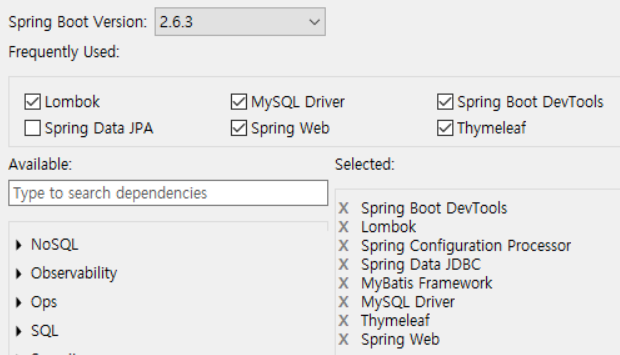 Spring Boot Version: 2.6.3
Frequently Used:
Lombok MySQL Driver Spring Boot DevTools
Spring Data JPA Spring Web Thymeleaf
Available:
Type to search dependencies
NoSQL
Observability
Ops
SQL
Selected:
X Spring Boot DevTools
X Lombok
X Spring Configuration Processor
X Spring Data JDBC
X MyBatis Framework
X MySQL Driver
X Thymeleaf
X Spring Web